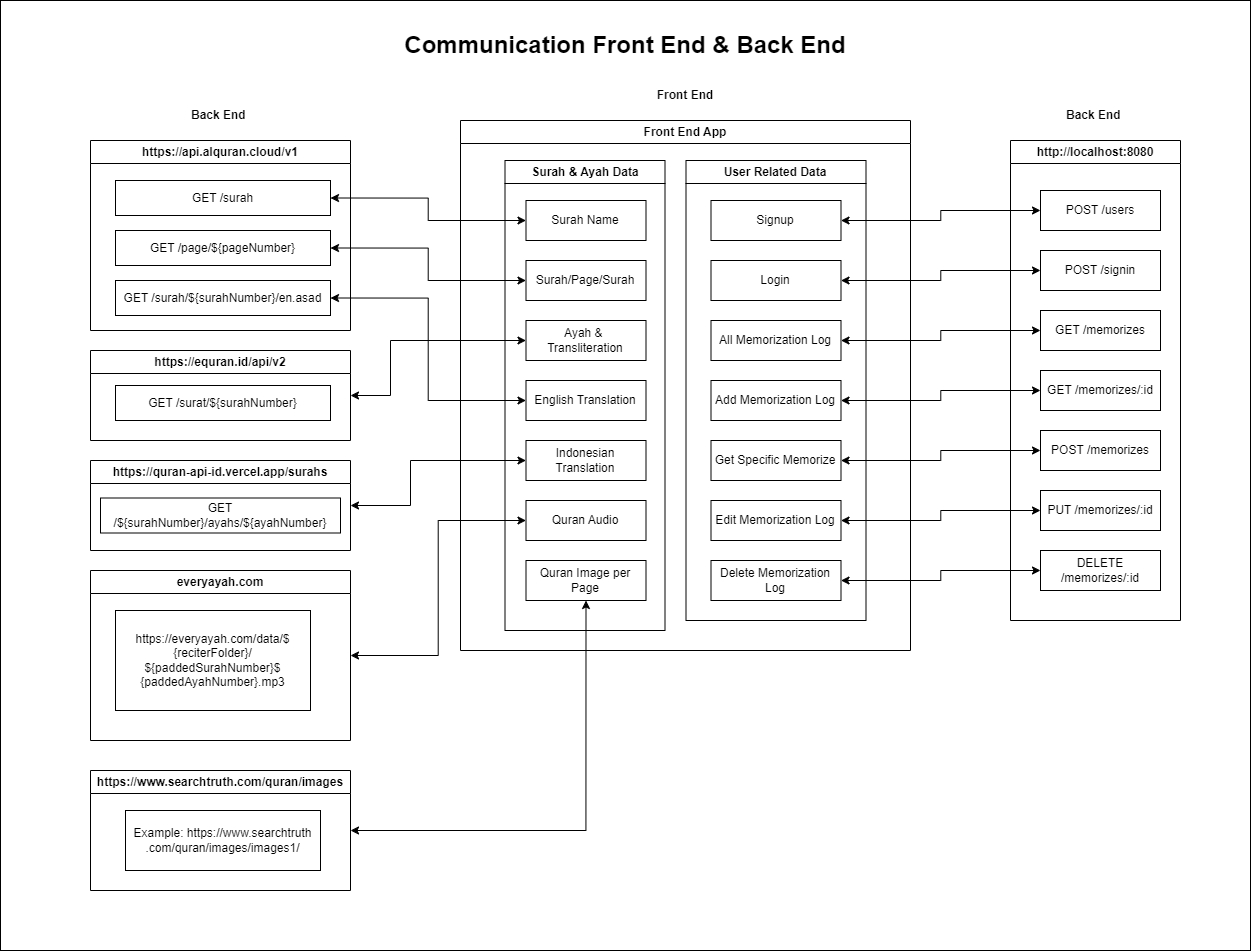 Communication Front End & Back End
Back End
https://api.alquran.cloud/v1
GET /surah
GET /page/${pageNumber}
GET /surah/${surahNumber}/en.asad
https://equran.id/api/v2
GET /surat/${surahNumber}
https://quran-api-id.vercel.app/surahs
GET
/${surahNumber}/ayahs/${ayahNumber}
everyayah.com
https://everyayah.com/data/$
{reciterFolder}/
${paddedSurahNumber}$
{paddedAyahNumber}.mp3
https://www.searchtruth.com/quran/images
Example: https://www.searchtruth
.com/quran/images/images1/
Front End
Front End App
Surah & Ayah Data
Surah Name
Surah/Page/Surah
Ayah &
Transliteration
English Translation
Indonesian
Translation
Quran Audio
Quran Image per
Page
User Related Data
Signup
Login
All Memorization Log
Add Memorization Log
Get Specific Memorize
Edit Memorization Log
Delete Memorization
Log
Back End
http://localhost:8080
POST /users
POST /signin
GET /memorizes
GET /memorizes/:id
POST /memorizes
PUT /memorizes/:id
DELETE
/memorizes/:id